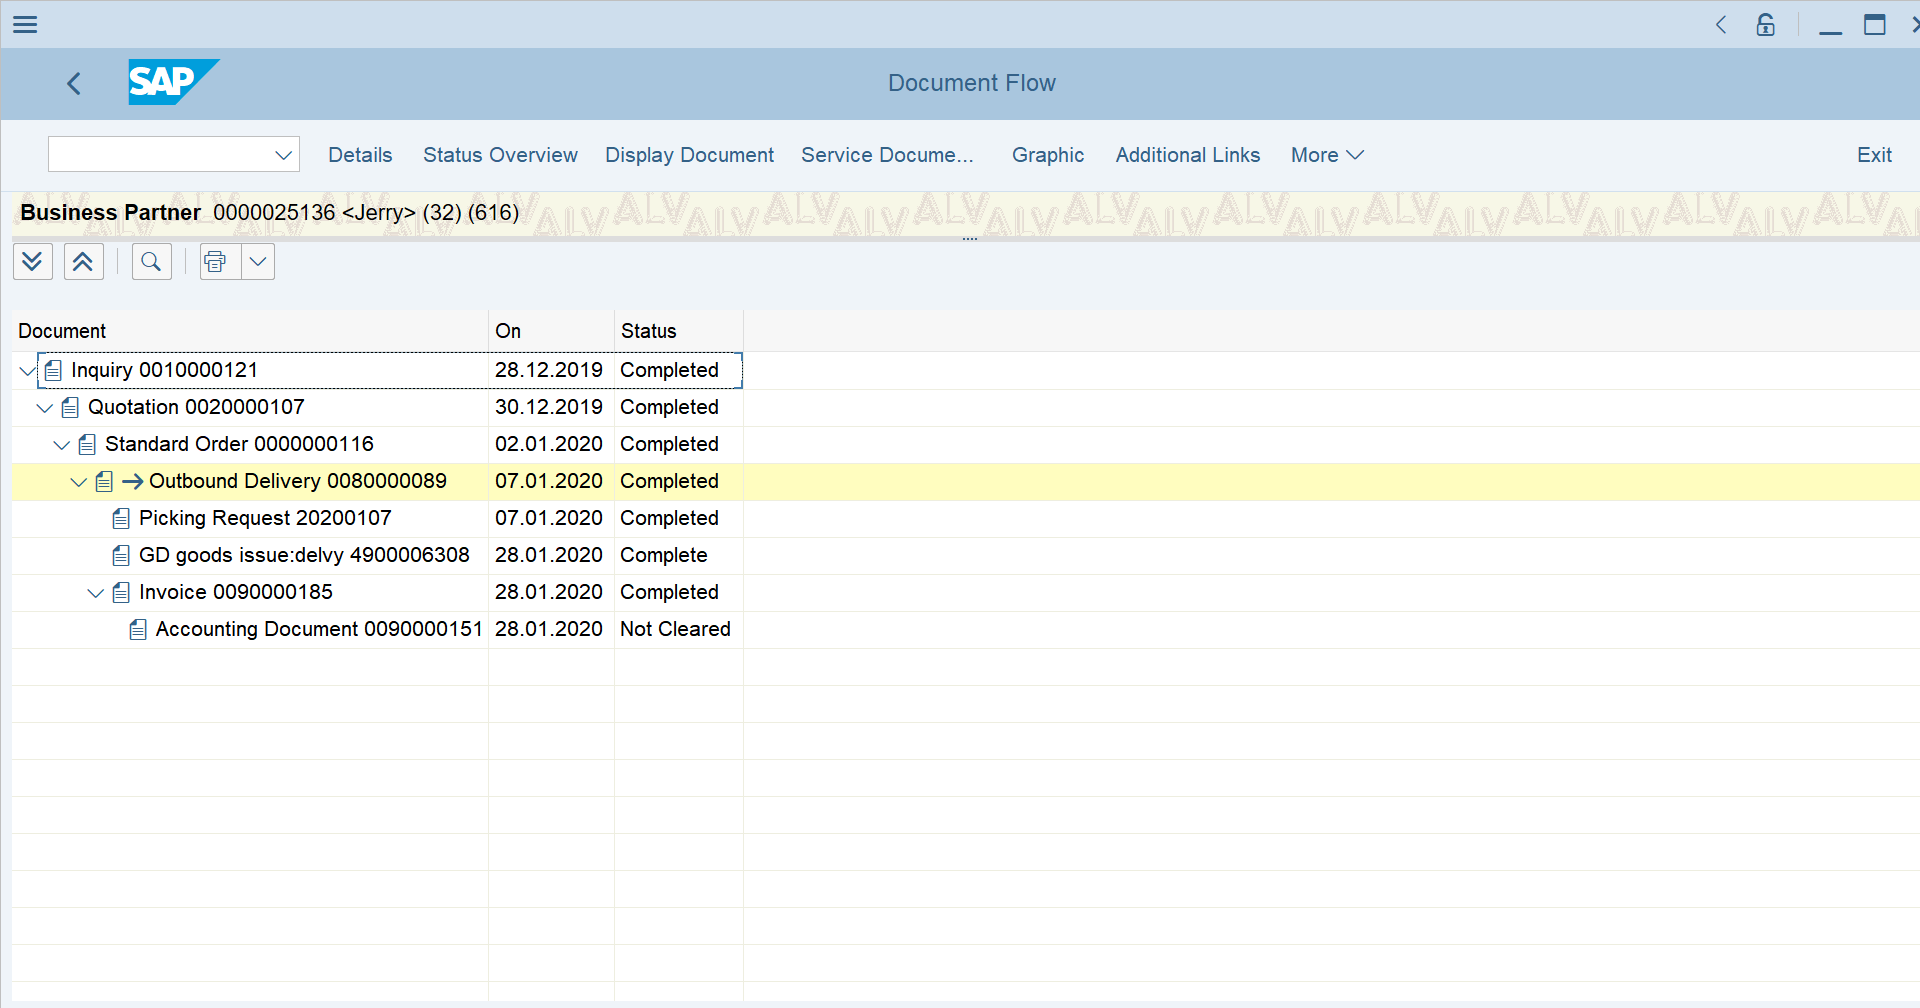 SAP
Document Flow
Details Status Overview Display Document Service Docume... Graphic Additional Links More Exit
Business Partner 0000025136 <Jerry> (32) (616)
Document On Status
Inquiry 0010000121 28.12.2019 Completed
Quotation 0020000107 30.12.2019 Completed
Standard Order 0000000116 02.01.2020 Completed
Outbound Delivery 0080000089 07.01.2020 Completed
Picking Request 20200107 07.01.2020 Completed
GD goods issue:delvy 4900006308 28.01.2020 Complete
Invoice 0090000185 28.01.2020 Completed
Accounting Document 0090000151 28.01.2020 Not Cleared